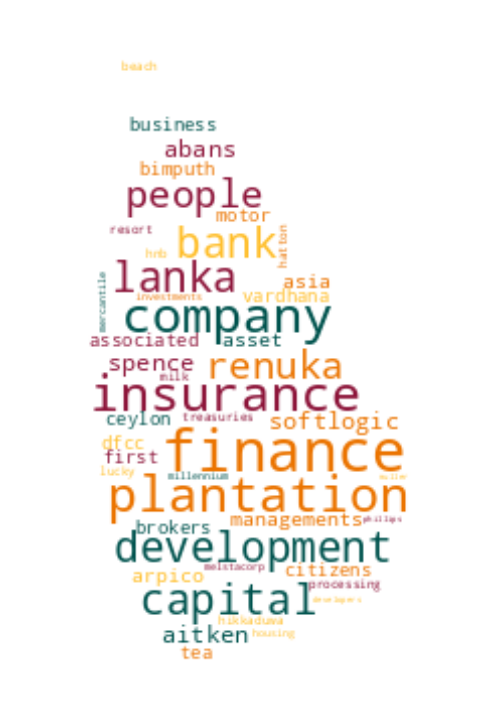 beach
business
abans
bimputh
people
motor
resort
bank
hatton
hnb
lanka
asia
mercantile
investments
vardhana
company
associated asset
spence renuka
milk
insurance
ceylon treasuries softlogic
dfcc finance
first
lucky millennium
plantation
managements phillips
brokers
development
melstacorp citizens
arpico processing
capital developers
hikkaduwa
aitken housing
tea